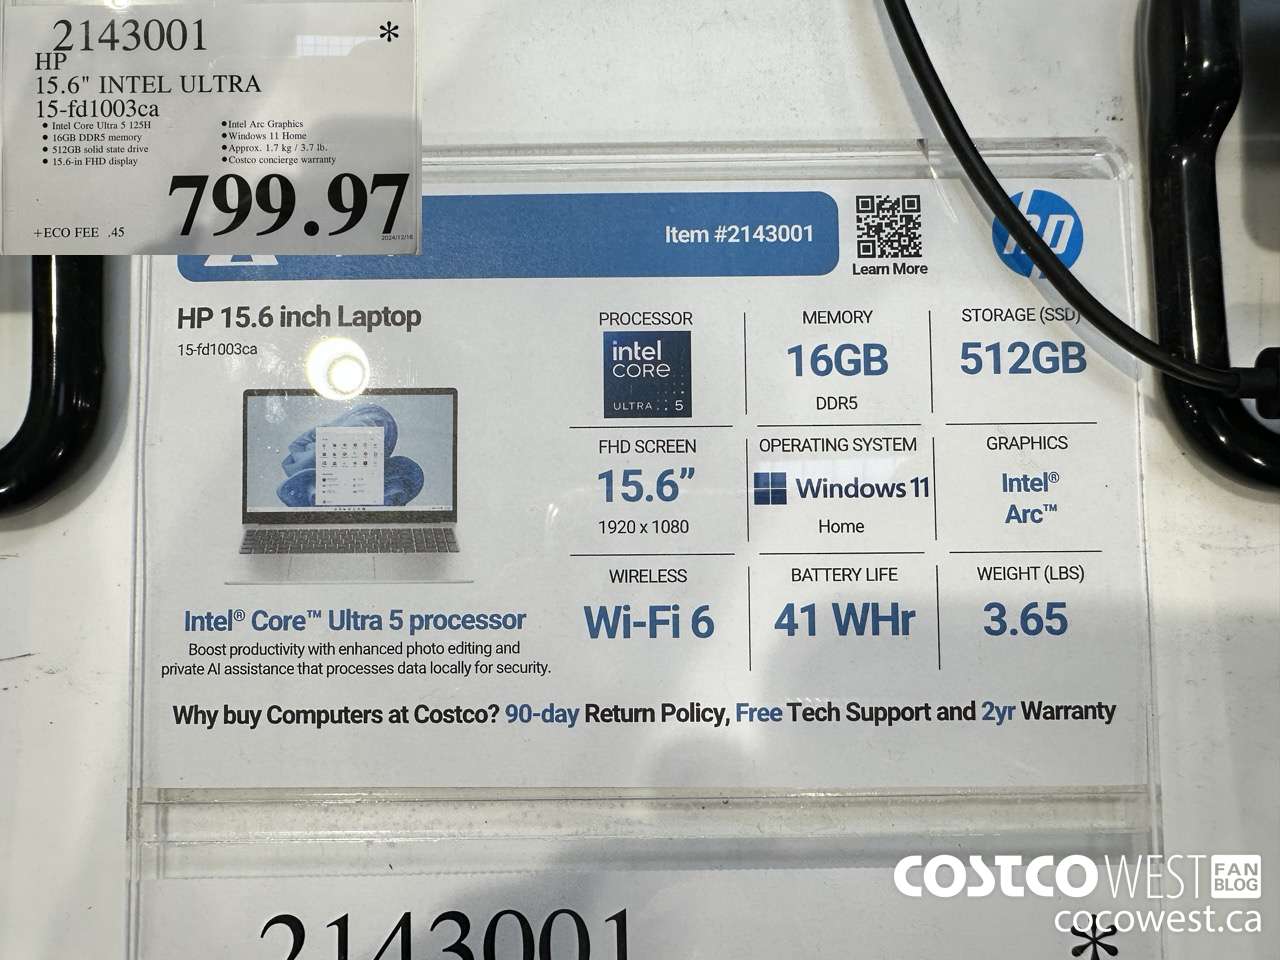 2143001 *
HP
15.6" INTEL ULTRA
15-fd1003ca
• Intel Core Ultra 5 125H
• 16GB DDR5 memory
• 512GB solid state drive
• 15.6-in FHD display
• Intel Arc Graphics
• Windows 11 Home
• Approx. 1.7 kg / 3.7 lb.
• Costco concierge warranty
799.97
+ECO FEE .45
2024/12/16
Item #2143001
Learn More
hp
HP 15.6 inch Laptop
15-fd1003ca
PROCESSOR
intel
CORE
ULTRA 5
MEMORY
16GB
DDR5
STORAGE (SSD)
512GB
FHD SCREEN
15.6”
1920 x 1080
OPERATING SYSTEM
Windows 11
Home
GRAPHICS
Intel®
Arc™
WIRELESS
Wi-Fi 6
BATTERY LIFE
41 WHr
WEIGHT (LBS)
3.65
Intel® Core™ Ultra 5 processor
Boost productivity with enhanced photo editing and
private AI assistance that processes data locally for security.
Why buy Computers at Costco? 90-day Return Policy, Free Tech Support and 2yr Warranty
2143001 *
COSTCO WEST FAN BLOG
cocowest.ca